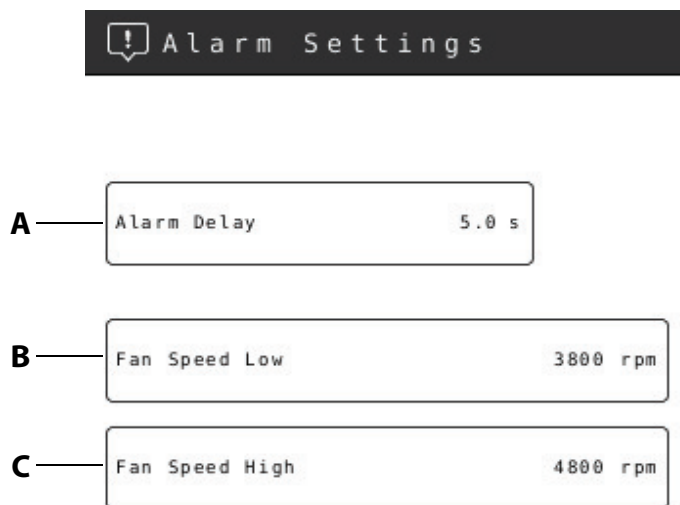 Alarm Settings
A
Alarm Delay 5.0 s
B
Fan Speed Low 3800 rpm
C
Fan Speed High 4800 rpm